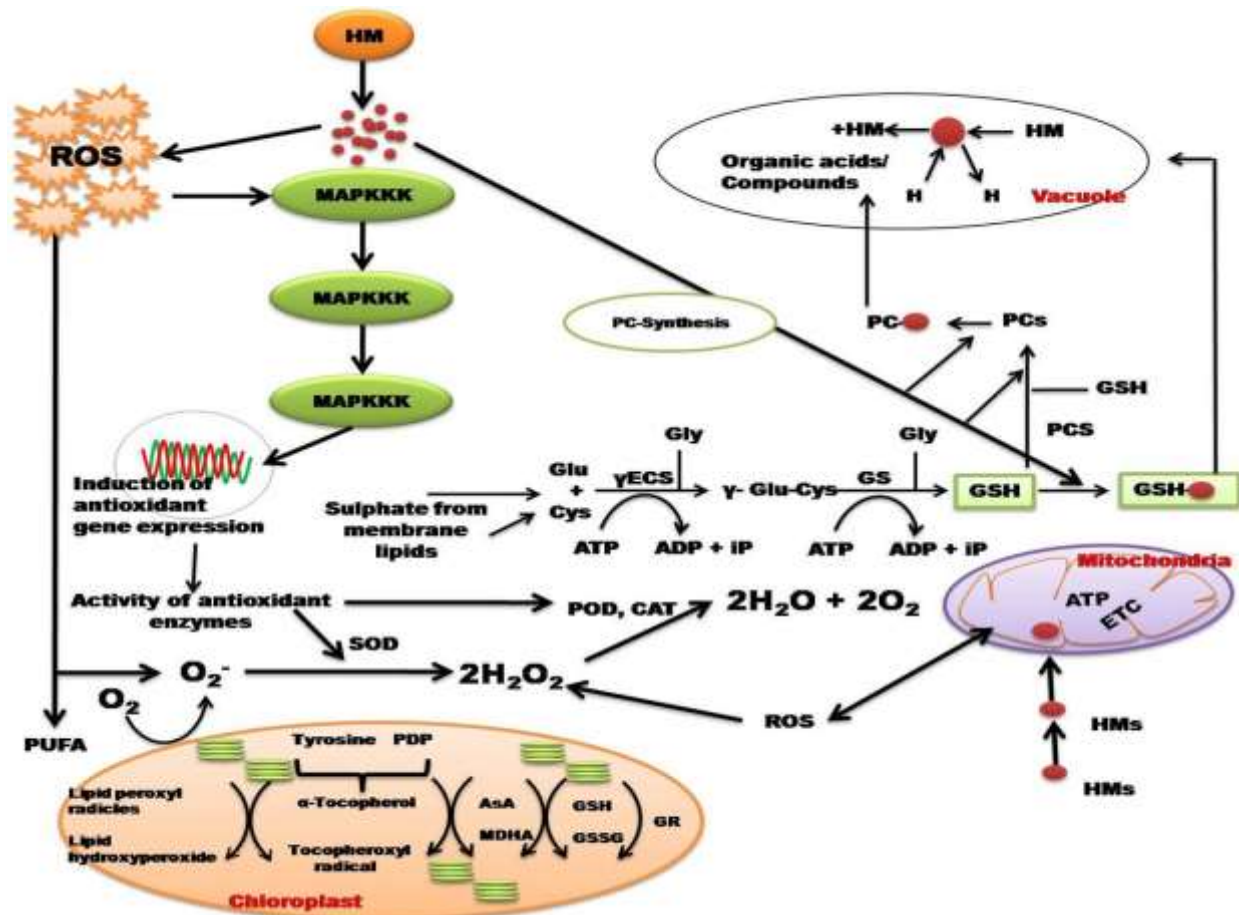 HM
ROS
MAPKKK
MAPKKK
MAPKKK
+HM
HM
Organic acids/
Compounds
H
H
Vacuole
PC-Synthesis
PC
PCs
GSH
PCS
Induction of
antioxidant
gene expression
Sulphate from
membrane
lipids
Glu
+
Cys
γECS
Gly
ATP
ADP + iP
γ- Glu-Cys
GS
Gly
ATP
ADP + iP
GSH
GSH
Activity of antioxidant
enzymes
SOD
POD, CAT
2H₂O + 2O₂
O₂⁻
O₂
2H₂O₂
PUFA
ROS
Mitochondria
ATP
ETC
HMs
HMs
Tyrosine PDP
Lipid peroxyl
radicles
α-Tocopherol
AsA
GSH
GR
Lipid
hydroxyperoxide
Tocopheroxyl
radical
MDHA
GSSG
Chloroplast